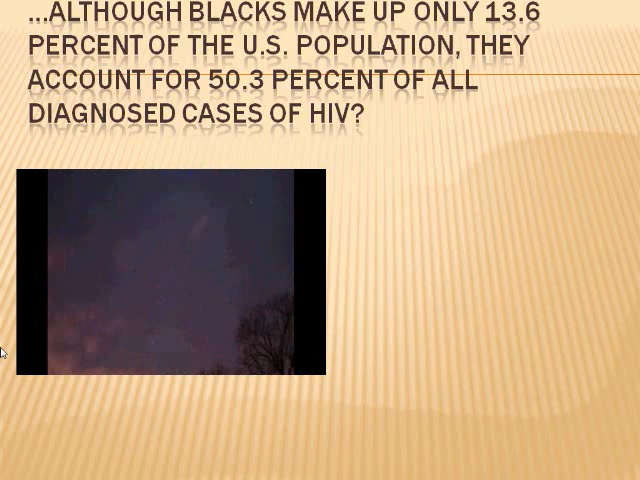 ...ALTHOUGH BLACKS MAKE UP ONLY 13.6
PERCENT OF THE U.S. POPULATION, THEY
ACCOUNT FOR 50.3 PERCENT OF ALL
DIAGNOSED CASES OF HIV?